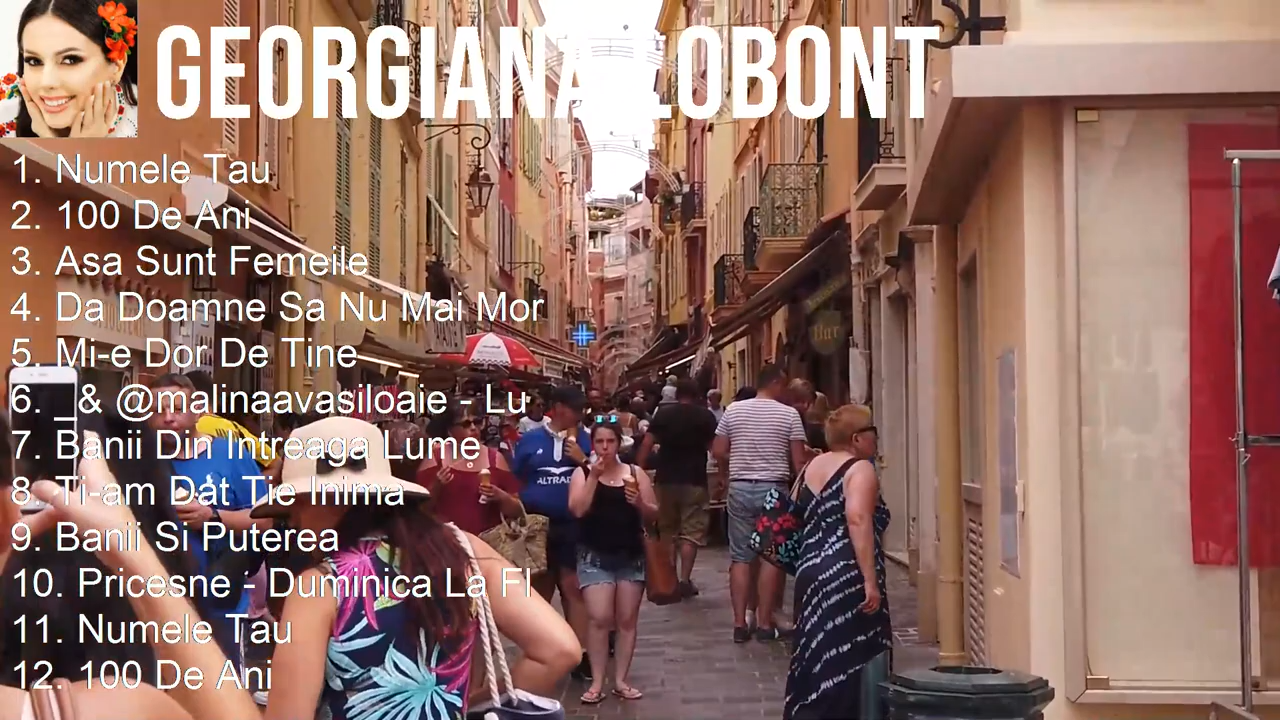 GEORGIANA LOBONT
1. Numele Tau
2. 100 De Ani
3. Asa Sunt Femeile
4. Da Doamne Sa Nu Mai Mor
5. Mi-e Dor De Tine
6. _& @malinaavasiloaie - Lu
7. Banii Din Intreaga Lume
8. Ti-am Dat Tie Inima
9. Banii Si Puterea
10. Pricesne - Duminica La Fl
11. Numele Tau
12. 100 De Ani